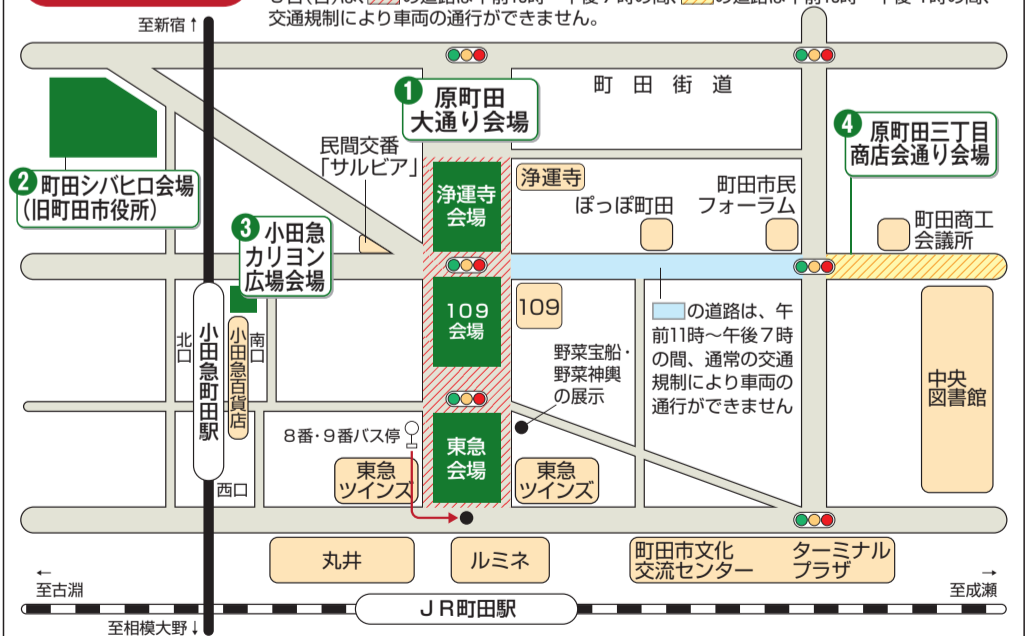 交通規制により車両の通行ができません。
至新宿↑
町田街道
1 原町田
大通り会場
4 原町田三丁目
商店会通り会場
民間交番
「サルビア」
2 町田シバヒロ会場
(旧町田市役所)
浄運寺
会場
浄運寺
ぽっぽ町田
町田市民
フォーラム
町田商工
会議所
3 小田急
カリヨン
広場会場
109
会場
109
の道路は、午
前11時～午後7時
の間、通常の交通
規制により車両の
通行ができません
北口
小田急町田駅
小田急百貨店
南口
野菜宝船・
野菜神輿
の展示
中央
図書館
8番・9番バス停
東急
会場
東急
ツインズ
東急
ツインズ
西口
丸井
ルミネ
町田市文化
交流センター
ターミナル
プラザ
←
至古淵
→
至成瀬
JR町田駅
至相模大野↓